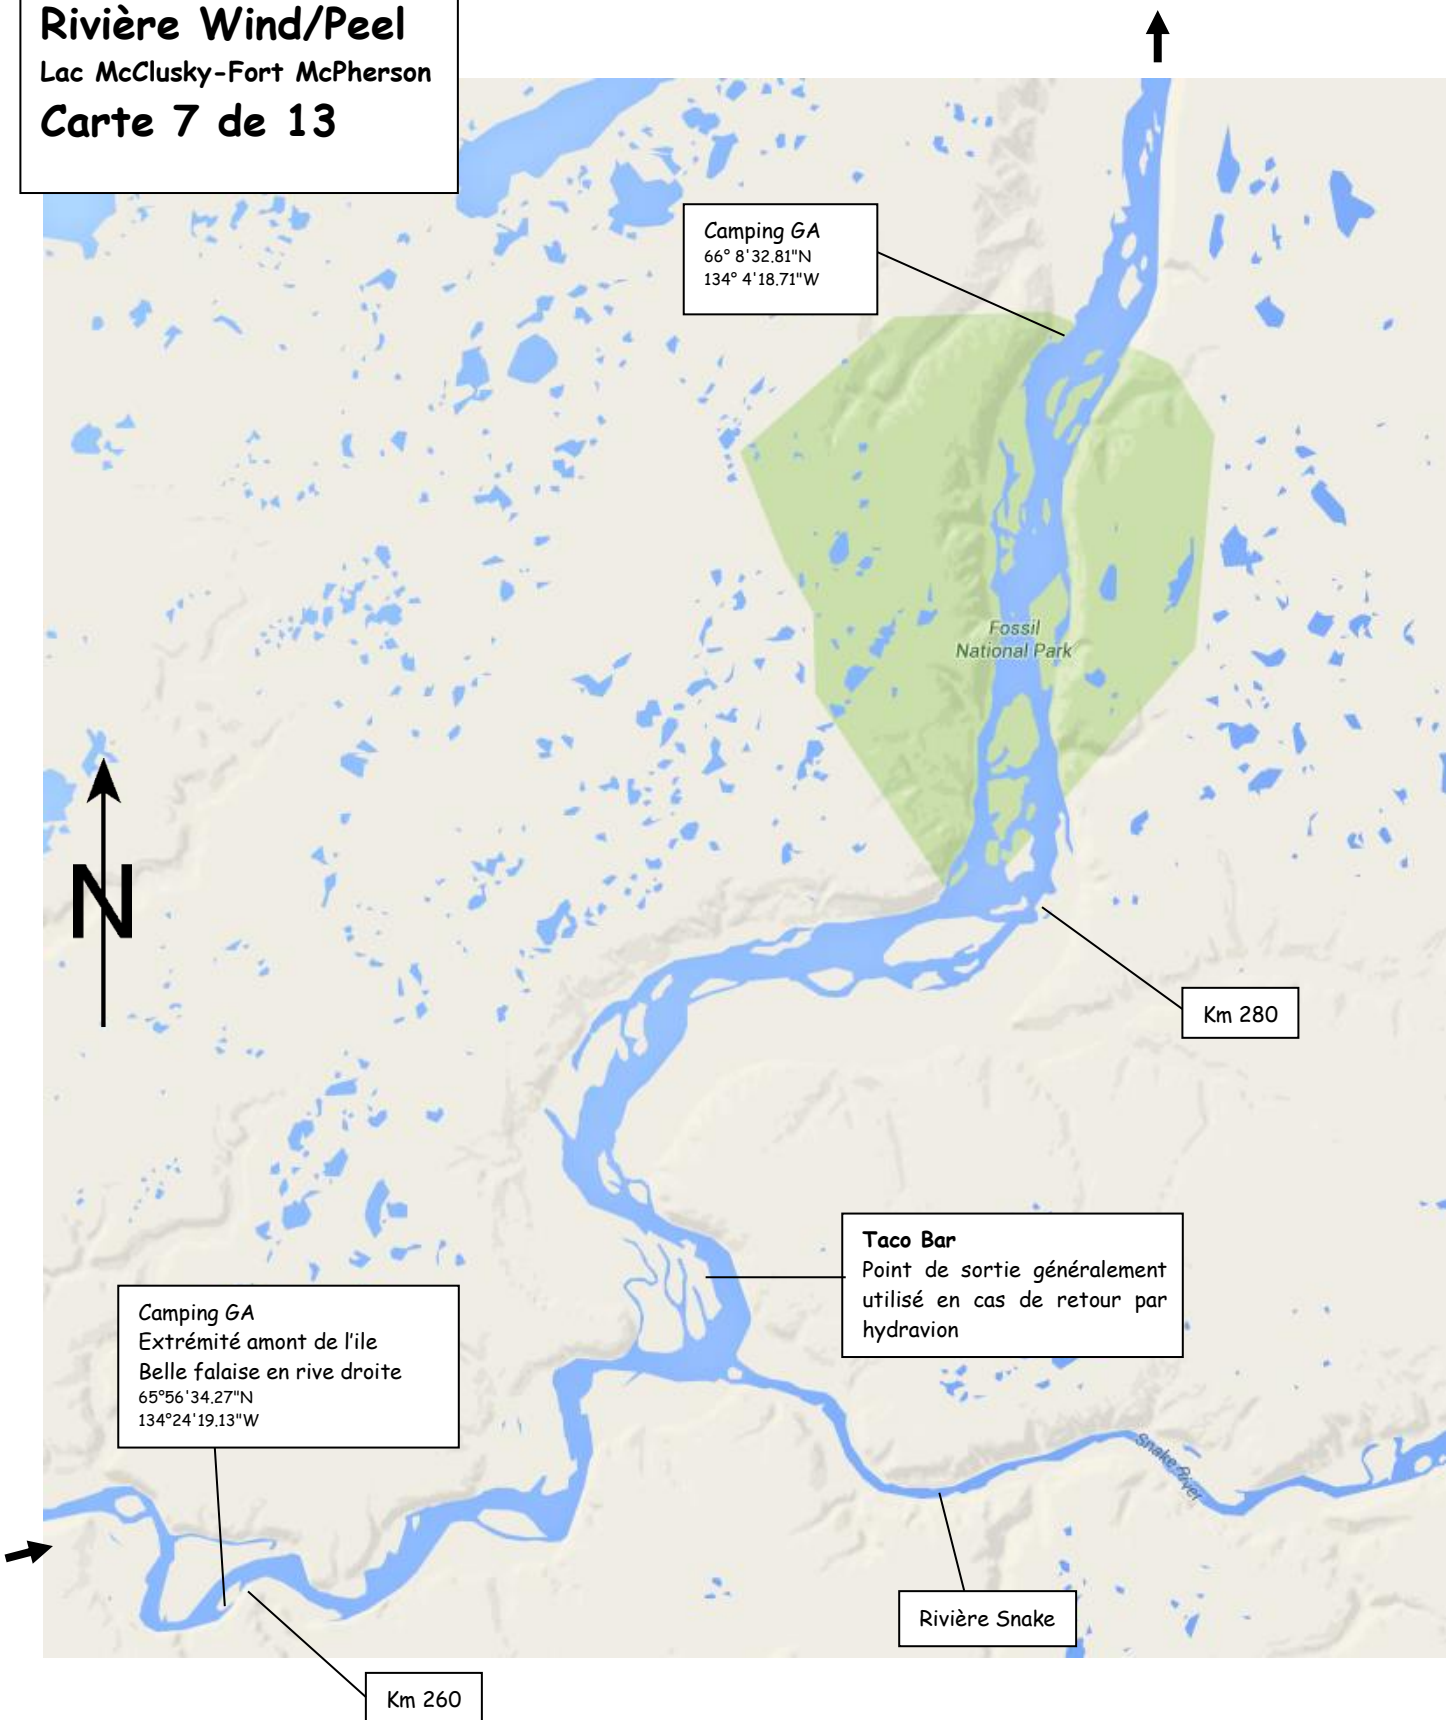 Rivière Wind/Peel
Lac McClusky-Fort McPherson
Carte 7 de 13
Camping GA
66° 8'32.81"N
134° 4'18.71"W
Fossil
National Park
N
Km 280
Taco Bar
Point de sortie généralement
utilisé en cas de retour par
hydravion
Camping GA
Extrémité amont de l'ile
Belle falaise en rive droite
65°56'34.27"N
134°24'19.13"W
Snake River
Rivière Snake
Km 260